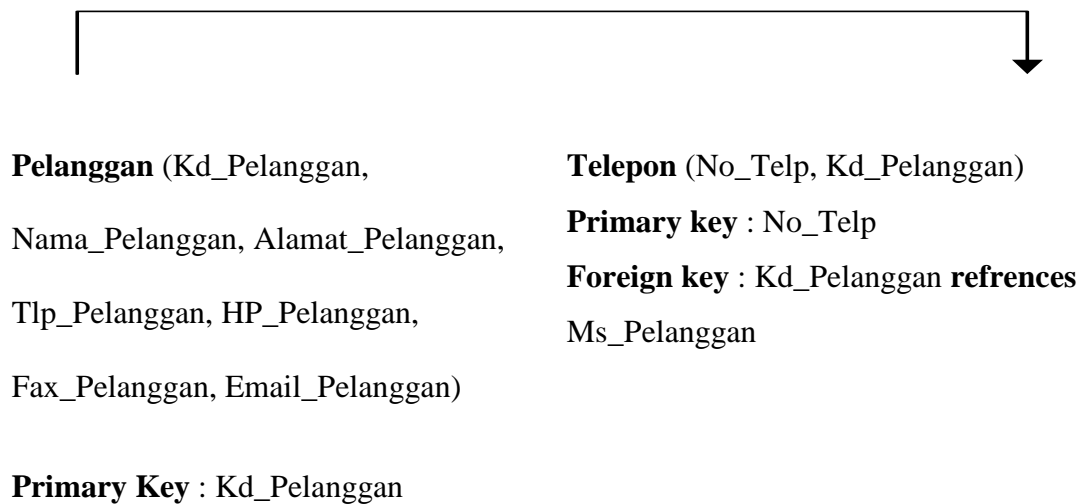 Pelanggan (Kd_Pelanggan,
Nama_Pelanggan, Alamat_Pelanggan,
Tlp_Pelanggan, HP_Pelanggan,
Fax_Pelanggan, Email_Pelanggan)
Primary Key : Kd_Pelanggan
Telepon (No_Telp, Kd_Pelanggan)
Primary key : No_Telp
Foreign key : Kd_Pelanggan refrences
Ms_Pelanggan